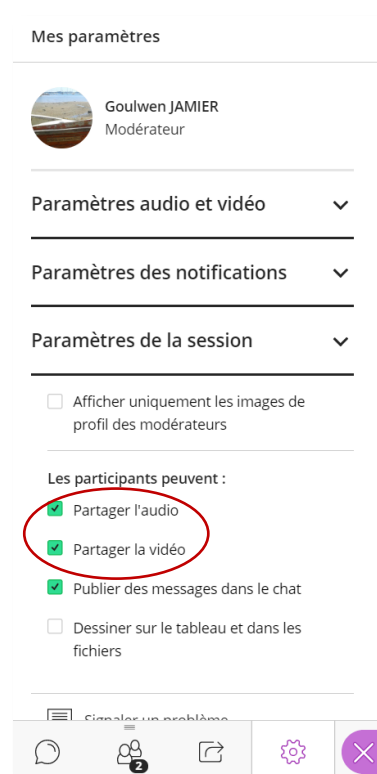 Mes paramètres
Goulwen JAMIER
Modérateur
Paramètres audio et vidéo
Paramètres des notifications
Paramètres de la session
Afficher uniquement les images de
profil des modérateurs
Les participants peuvent :
Partager l'audio
Partager la vidéo
Publier des messages dans le chat
Dessiner sur le tableau et dans les
fichiers
Signaler un problème
2